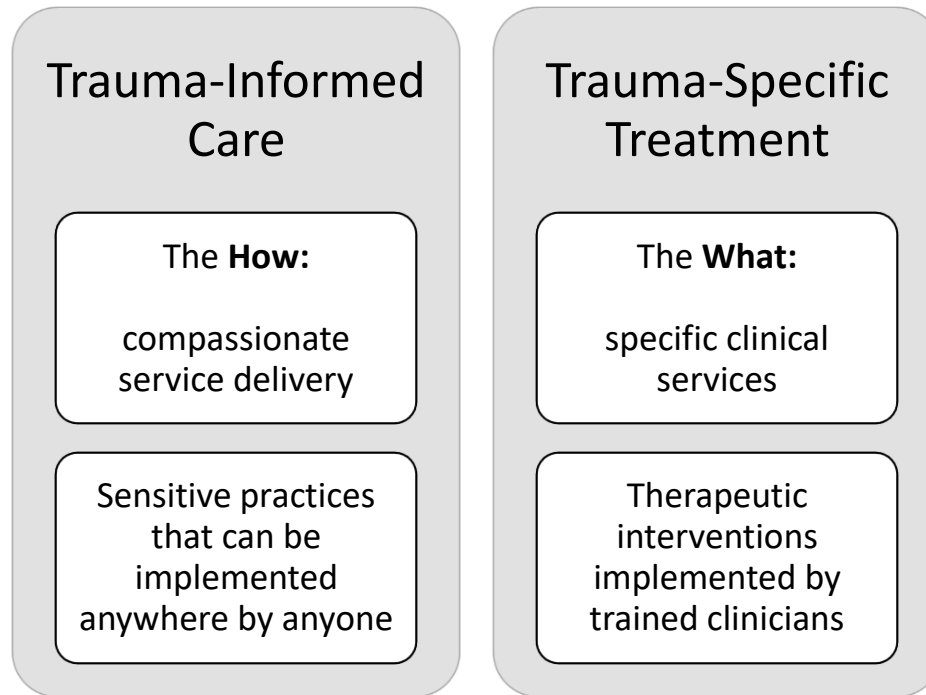 Trauma-Informed
Care
The How:
compassionate
service delivery
Sensitive practices
that can be
implemented
anywhere by anyone
Trauma-Specific
Treatment
The What:
specific clinical
services
Therapeutic
interventions
implemented by
trained clinicians